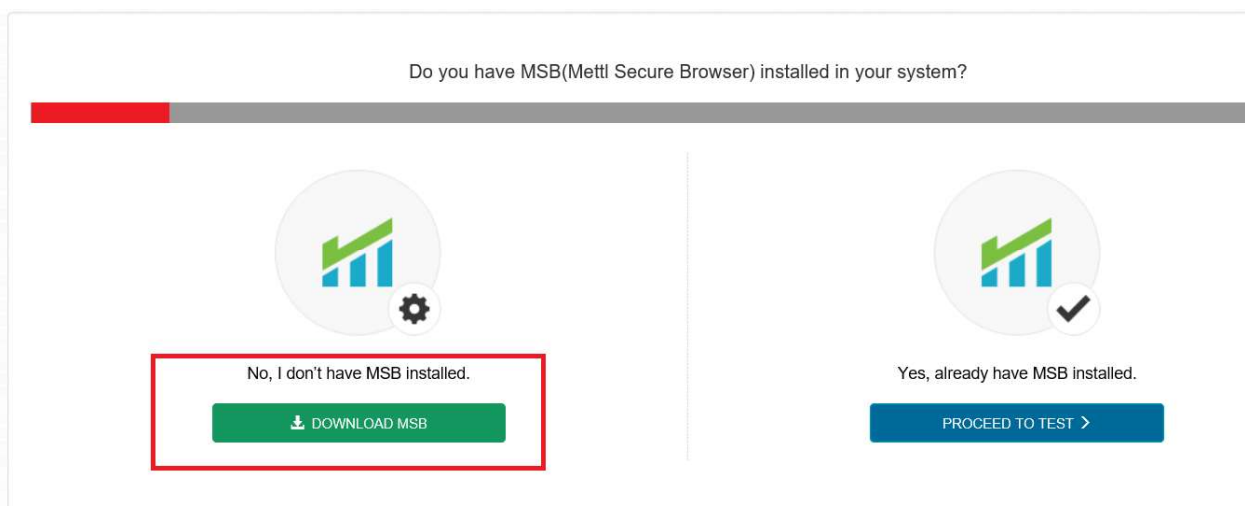 Do you have MSB(Mettl Secure Browser) installed in your system?
No, I don't have MSB installed.
DOWNLOAD MSB
Yes, already have MSB installed.
PROCEED TO TEST